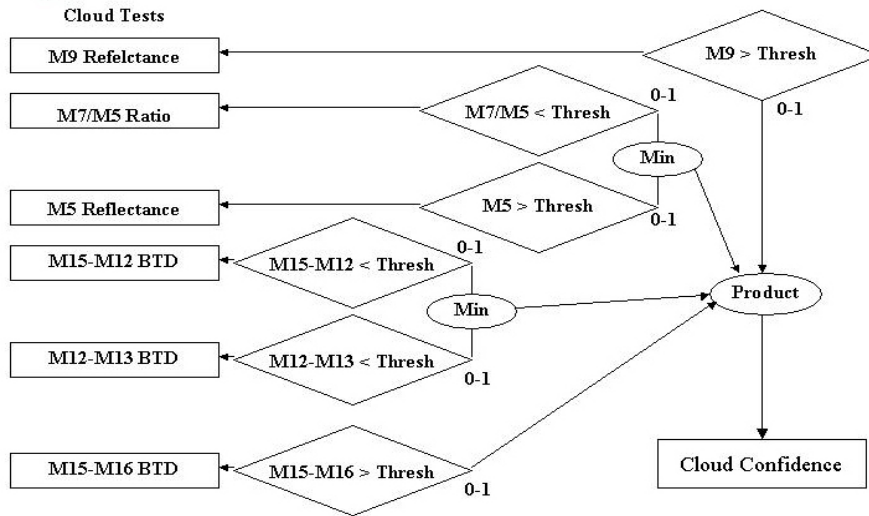 Cloud Tests
M9 Refelctance
M9 > Thresh
0-1
M7/M5 Ratio
M7/M5 < Thresh
0-1
Min
M5 Reflectance
M5 > Thresh
0-1
M15-M12 BTD
M15-M12 < Thresh
0-1
Min
Product
M12-M13 BTD
M12-M13 < Thresh
0-1
M15-M16 BTD
M15-M16 > Thresh
0-1
Cloud Confidence